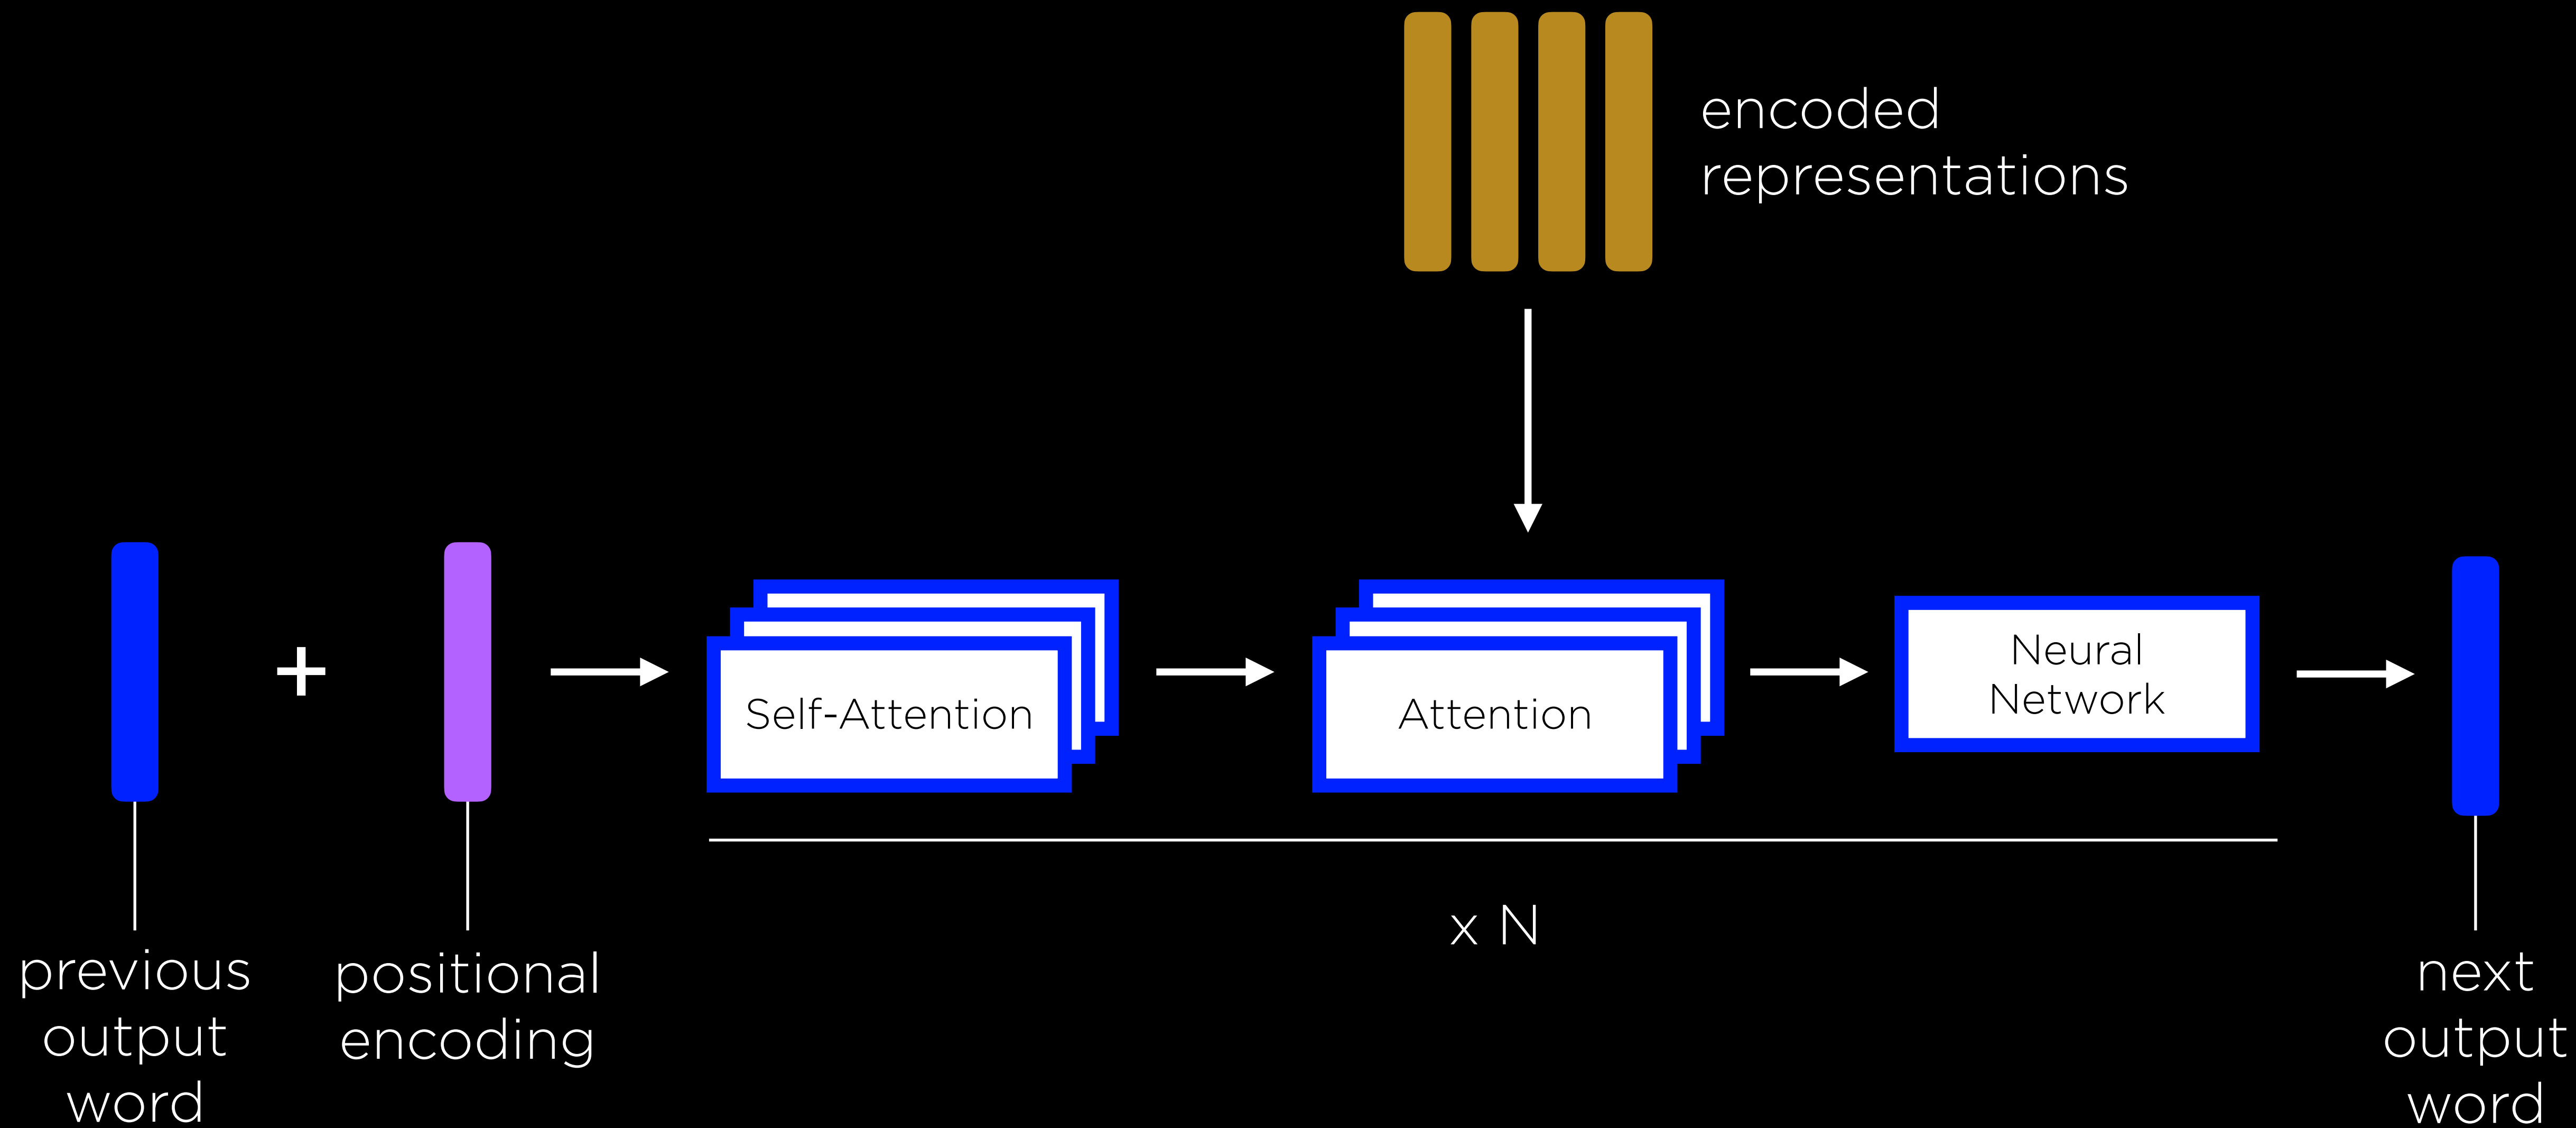 encoded
representations
+
Self-Attention
Attention
Neural
Network
x N
previous
output
word
positional
encoding
next
output
word